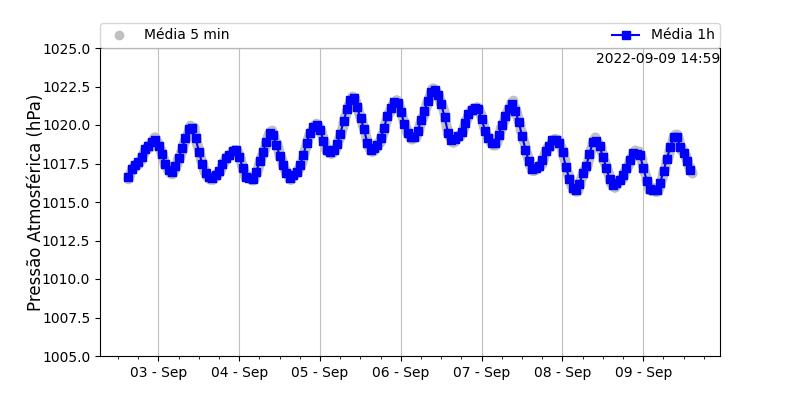 Média 5 min
Média 1h
2022-09-09 14:59
Pressão Atmosférica (hPa)
1025.0
1022.5
1020.0
1017.5
1015.0
1012.5
1010.0
1007.5
1005.0
03 - Sep
04 - Sep
05 - Sep
06 - Sep
07 - Sep
08 - Sep
09 - Sep